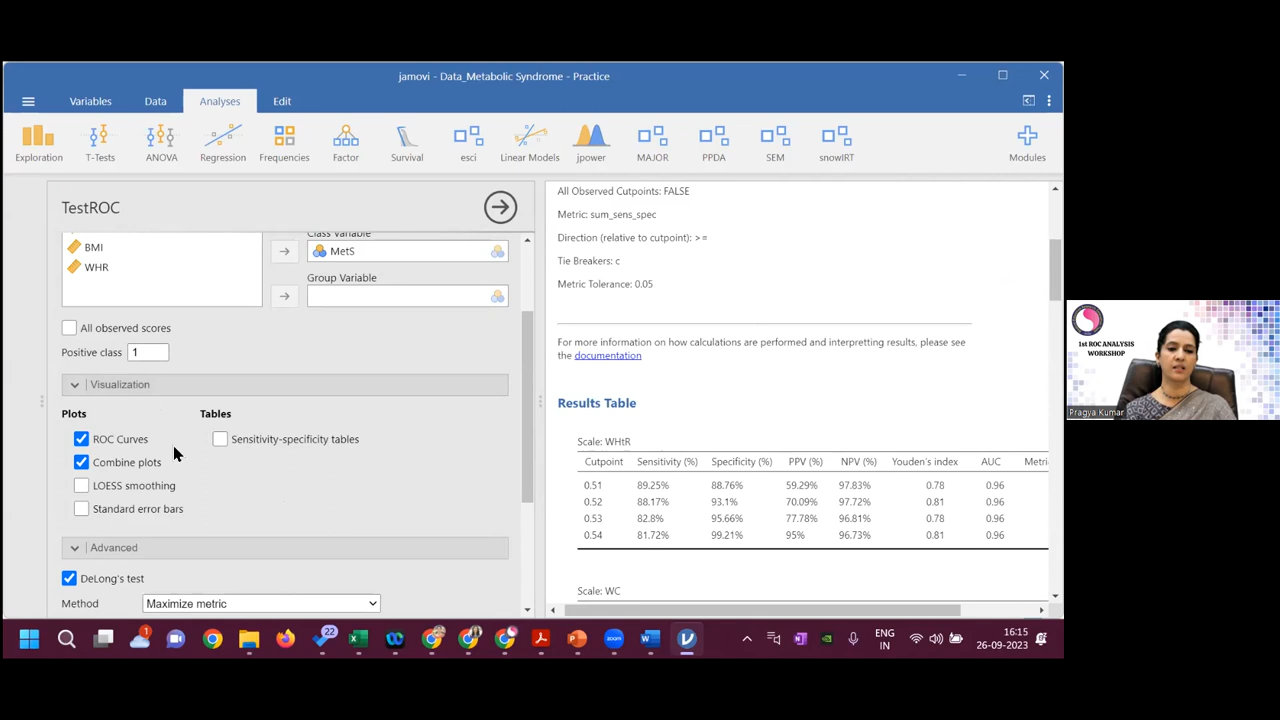 jamovi - Data_Metabolic Syndrome - Practice
Variables Data Analyses Edit
Exploration T-Tests ANOVA Regression Frequencies Factor Survival esci Linear Models jpower MAJOR PPDA SEM snowIRT Modules
TestROC
Class Variable
BMI
MetS
WHR
Group Variable
All observed scores
Positive class 1
Visualization
Plots Tables
ROC Curves Sensitivity-specificity tables
Combine plots
LOESS smoothing
Standard error bars
Advanced
DeLong's test
Method Maximize metric
All Observed Cutpoints: FALSE
Metric: sum_sens_spec
Direction (relative to cutpoint): >=
Tie Breakers: c
Metric Tolerance: 0.05
For more information on how calculations are performed and interpretting results, please see
the documentation
Results Table
Scale: WHtR
Cutpoint Sensitivity (%) Specificity (%) PPV (%) NPV (%) Youden's index AUC Metri
0.51 89.25% 88.76% 59.29% 97.83% 0.78 0.96
0.52 88.17% 93.1% 70.09% 97.72% 0.81 0.96
0.53 82.8% 95.66% 77.78% 96.81% 0.78 0.96
0.54 81.72% 99.21% 95% 96.73% 0.81 0.96
Scale: WC
1st ROC ANALYSIS
WORKSHOP
Pragya Kumar
1
22
ENG
IN
16:15
26-09-2023